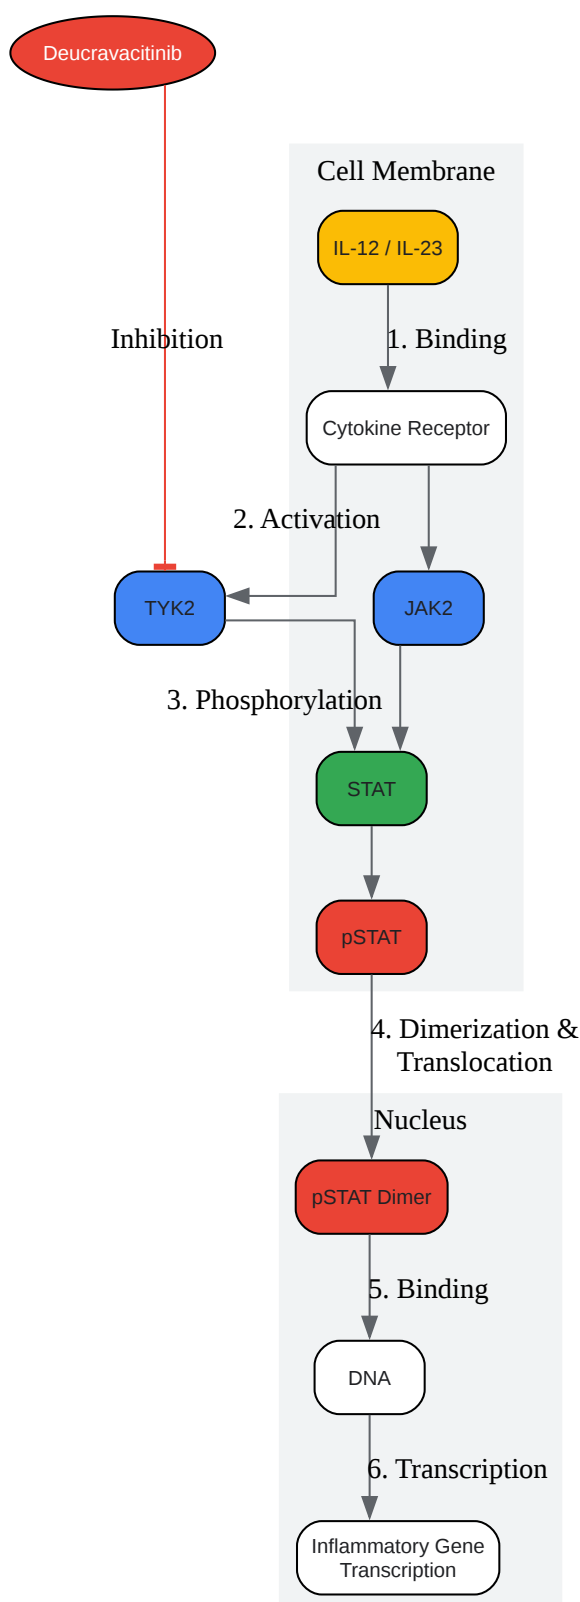 Deucravacitinib
Cell Membrane
IL-12 / IL-23
Inhibition
1. Binding
Cytokine Receptor
2. Activation
TYK2
JAK2
3. Phosphorylation
STAT
pSTAT
4. Dimerization &
Translocation
Nucleus
pSTAT Dimer
5. Binding
DNA
6. Transcription
Inflammatory Gene
Transcription